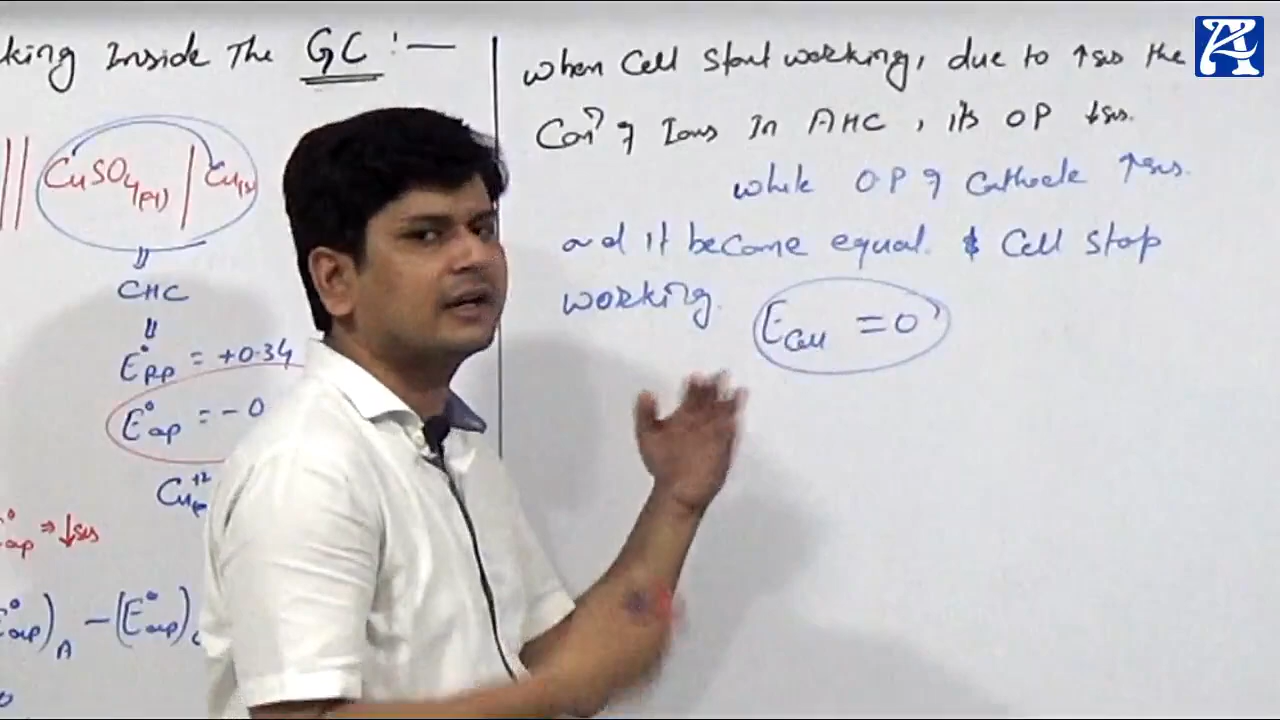 king Inside The GC :—
|| CuSO4(aq) | Cu(s)
⇓
CHC
⇓
E°RP = +0.34
E°op = -0
Cu+2
E°op ⇒ ↓ses
E°op)A – (E°op)c
When Cell Start working, due to ↑ses the
Conn of Ions In AHC, its OP ↓ses.
while OP of Cathode ↑ses.
and it become equal. & Cell stop
working. ECell = 0